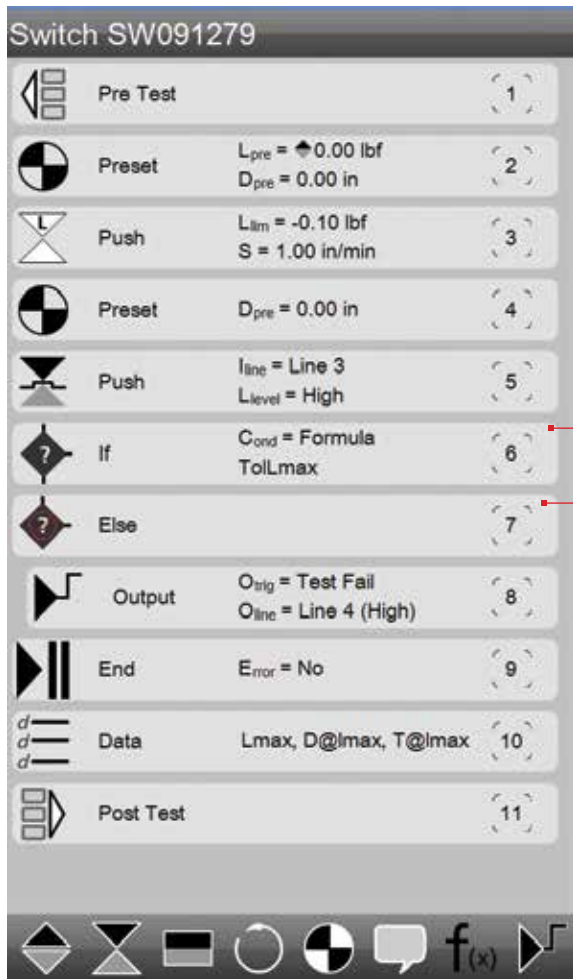 Switch SW091279
Pre Test 1
Preset Lpre = 0.00 lbf 2
Dpre = 0.00 in
L
Push Llim = -0.10 lbf 3
S = 1.00 in/min
Preset Dpre = 0.00 in 4
Push Iline = Line 3 5
Llevel = High
? If Cond = Formula 6
TolLmax
? Else 7
Output Otrig = Test Fail 8
Oline = Line 4 (High)
End Error = No 9
d
d
d
Data Lmax, D@lmax, T@lmax 10
Post Test 11
f(x)